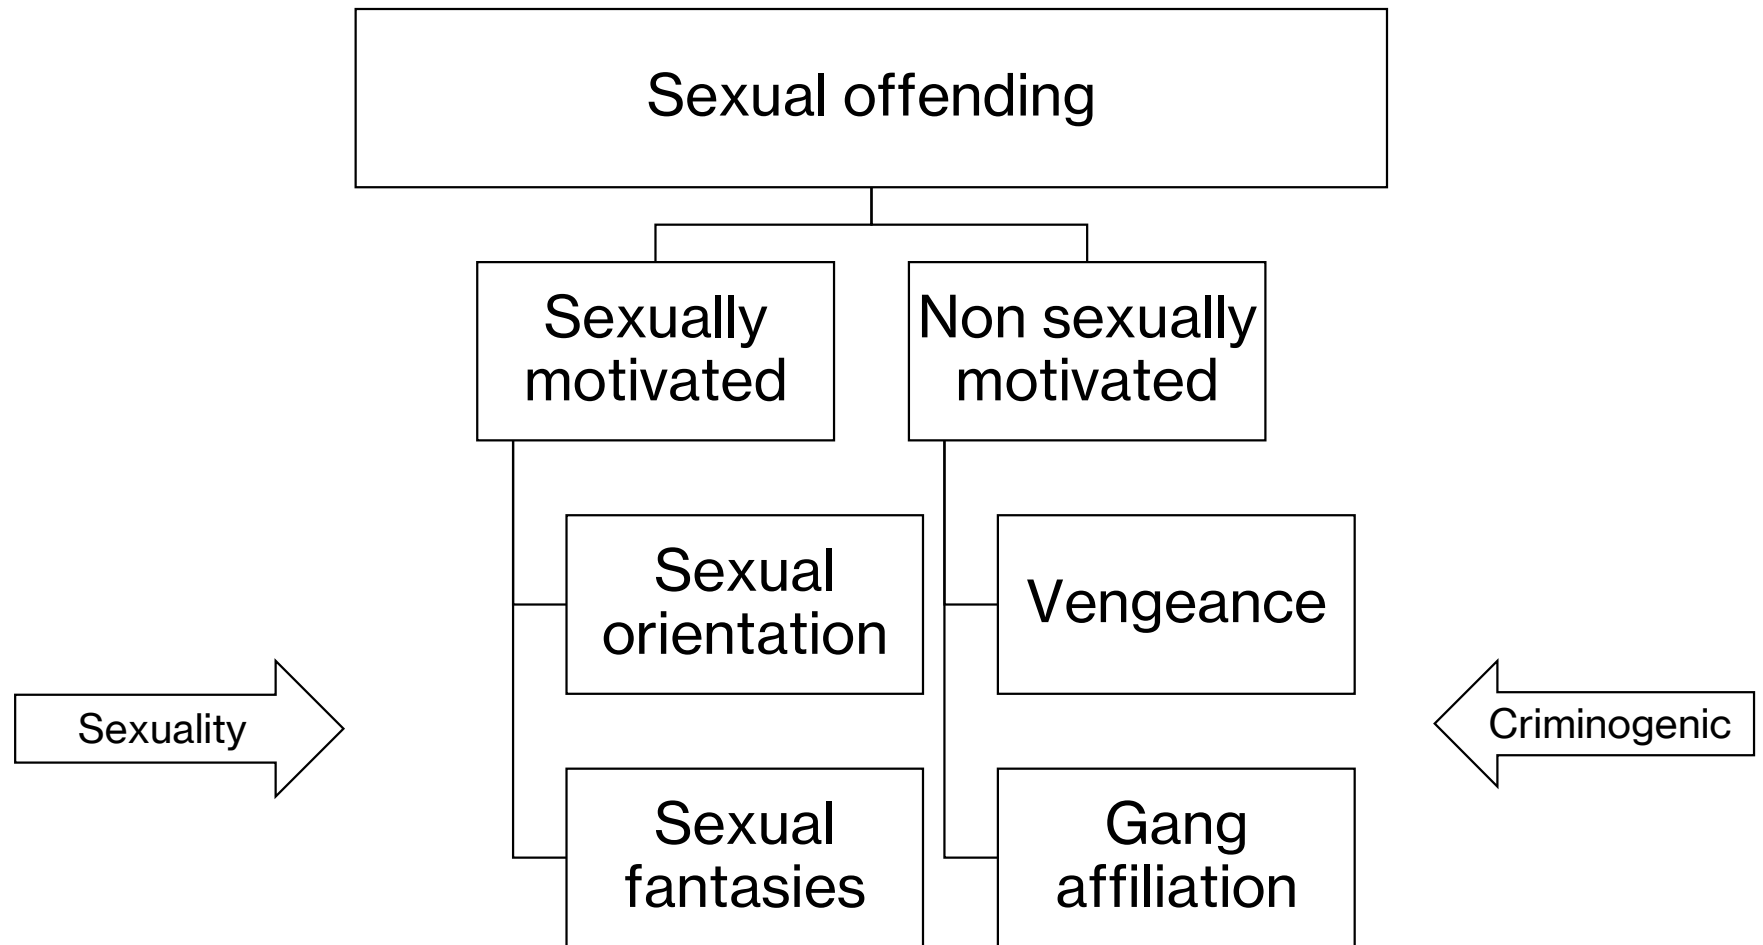 Sexual offending
Sexually
motivated
Non sexually
motivated
Sexual
orientation
Vengeance
Sexuality
Criminogenic
Sexual
fantasies
Gang
affiliation